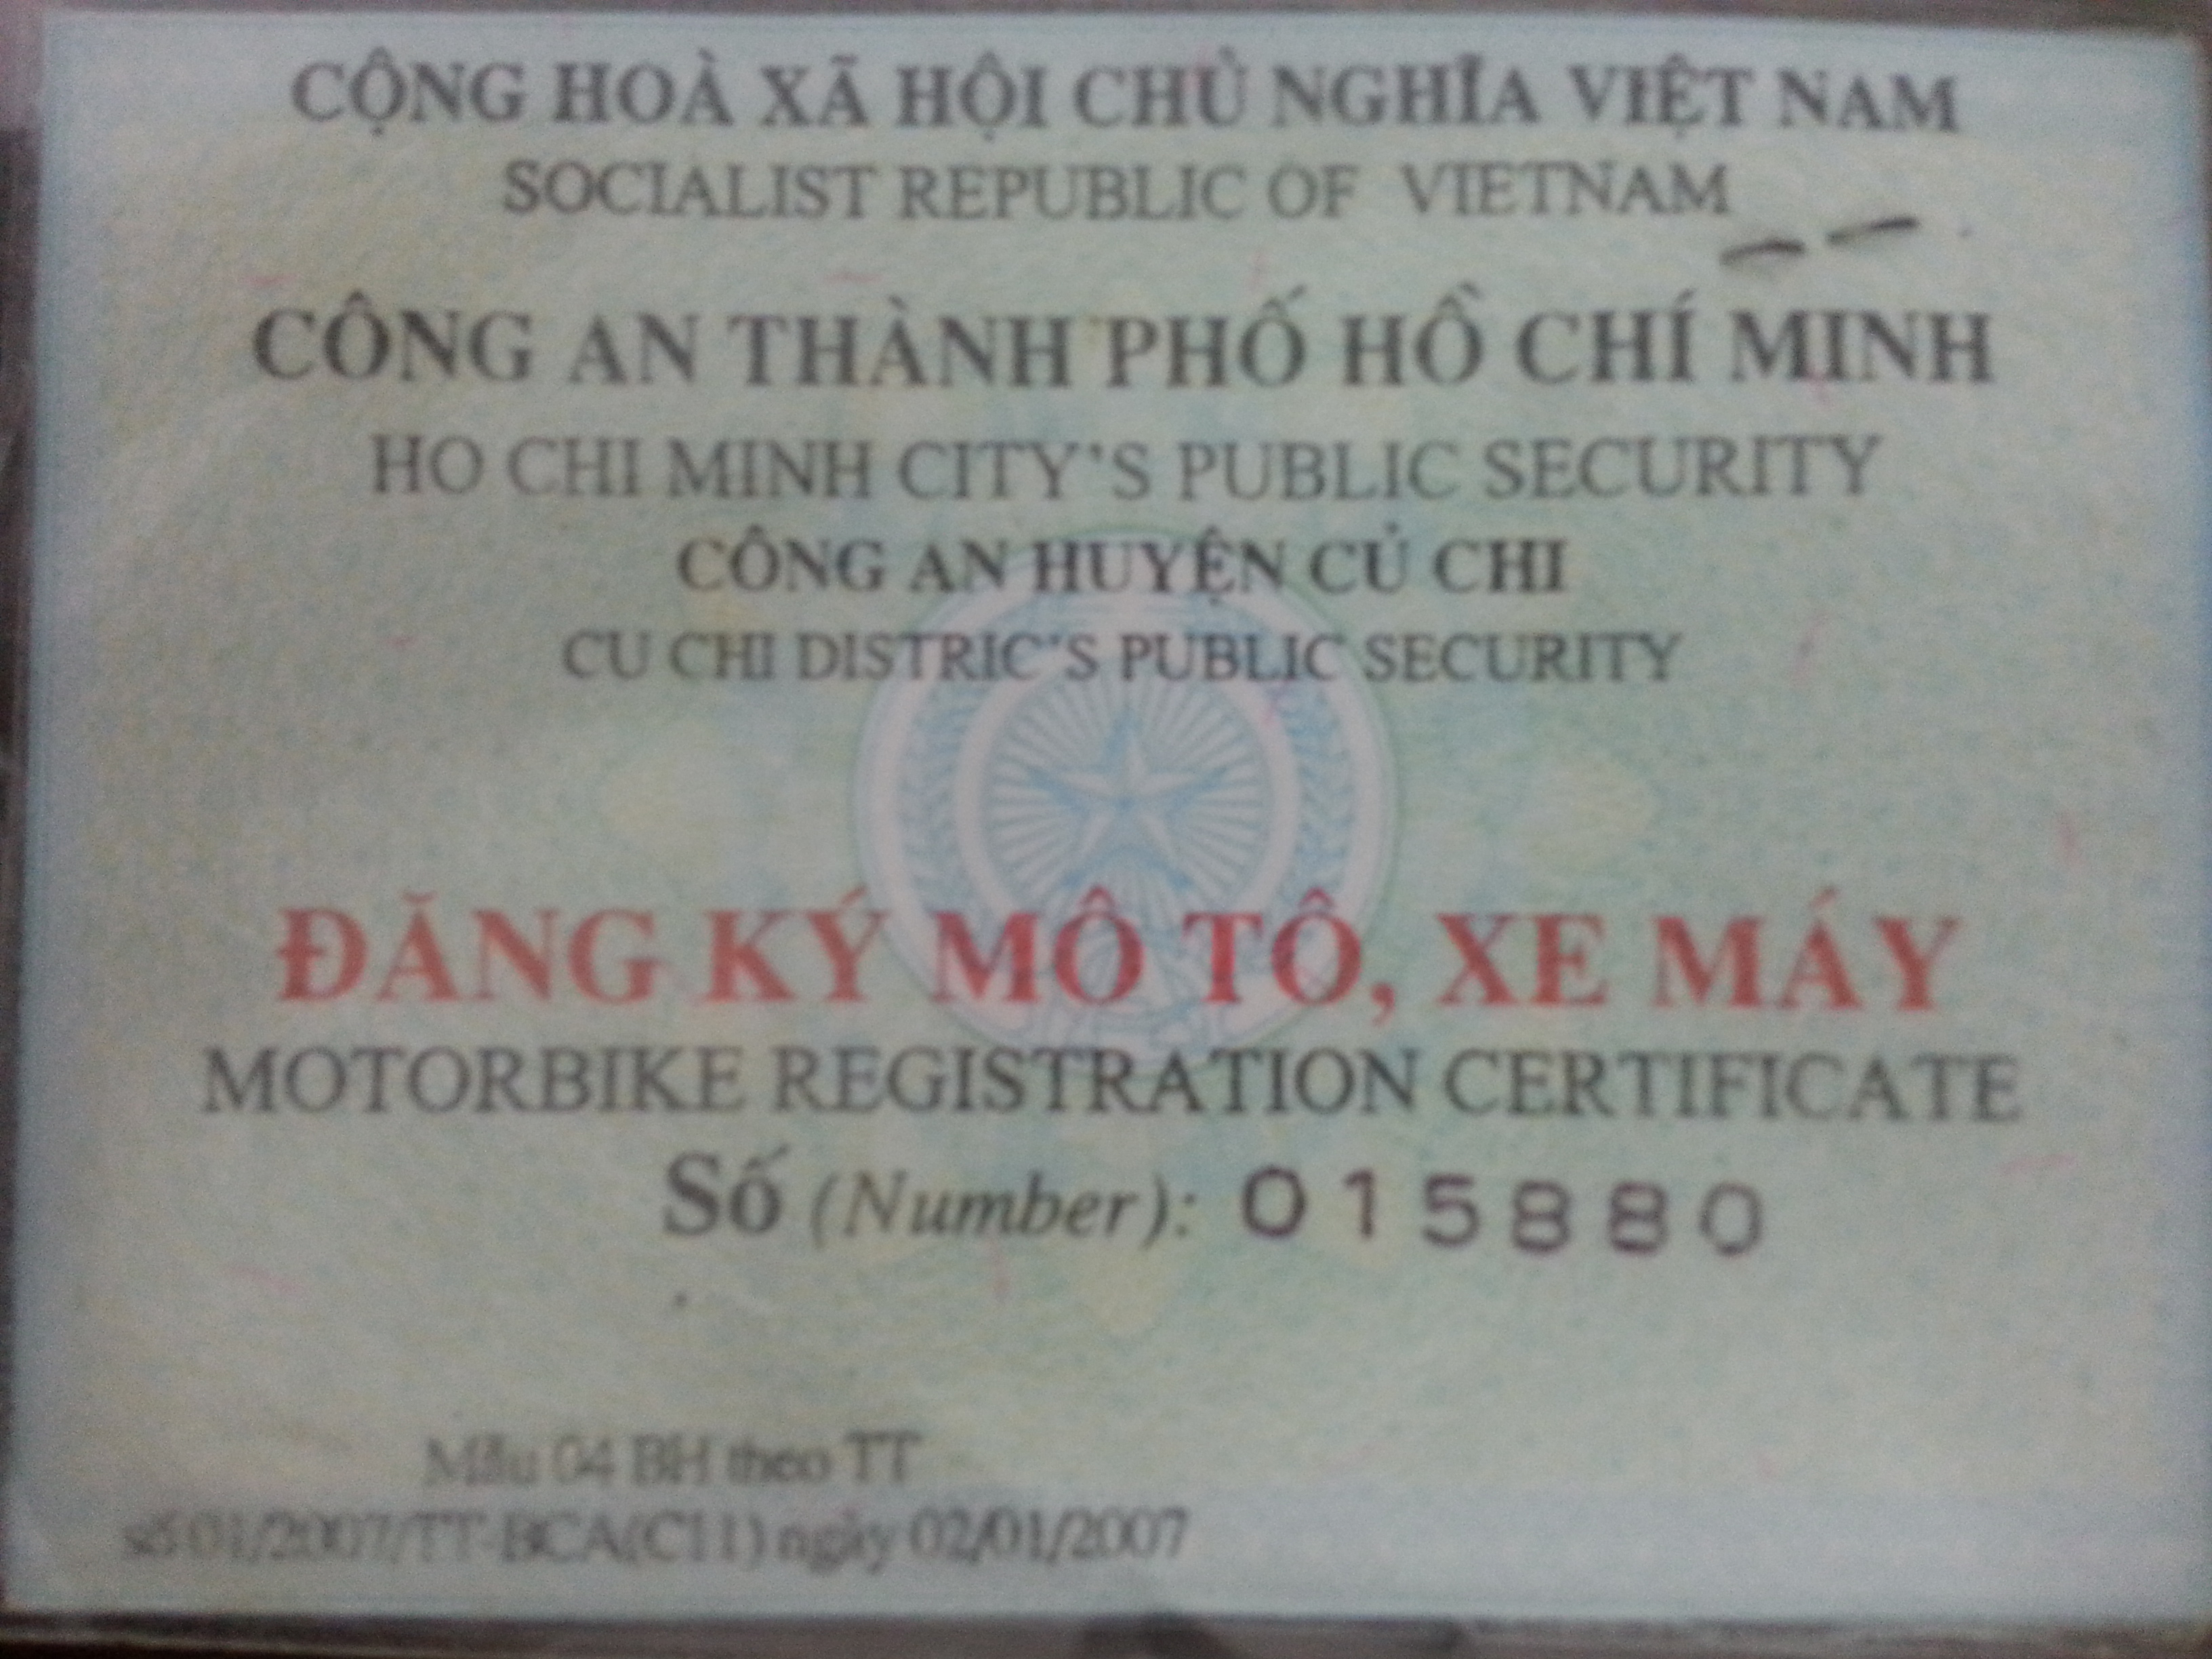 CỘNG HOÀ XÃ HỘI CHỦ NGHĨA VIỆT NAM
SOCIALIST REPUBLIC OF VIETNAM
CÔNG AN THÀNH PHỐ HỒ CHÍ MINH
HO CHI MINH CITY'S PUBLIC SECURITY
CÔNG AN HUYỆN CỦ CHI
CU CHI DISTRIC'S PUBLIC SECURITY
ĐĂNG KÝ MÔ TÔ, XE MÁY
MOTORBIKE REGISTRATION CERTIFICATE
Số (Number): 015880
Mẫu 04 BH theo TT
số 01/2007/TT-BCA(C11) ngày 02/01/2007